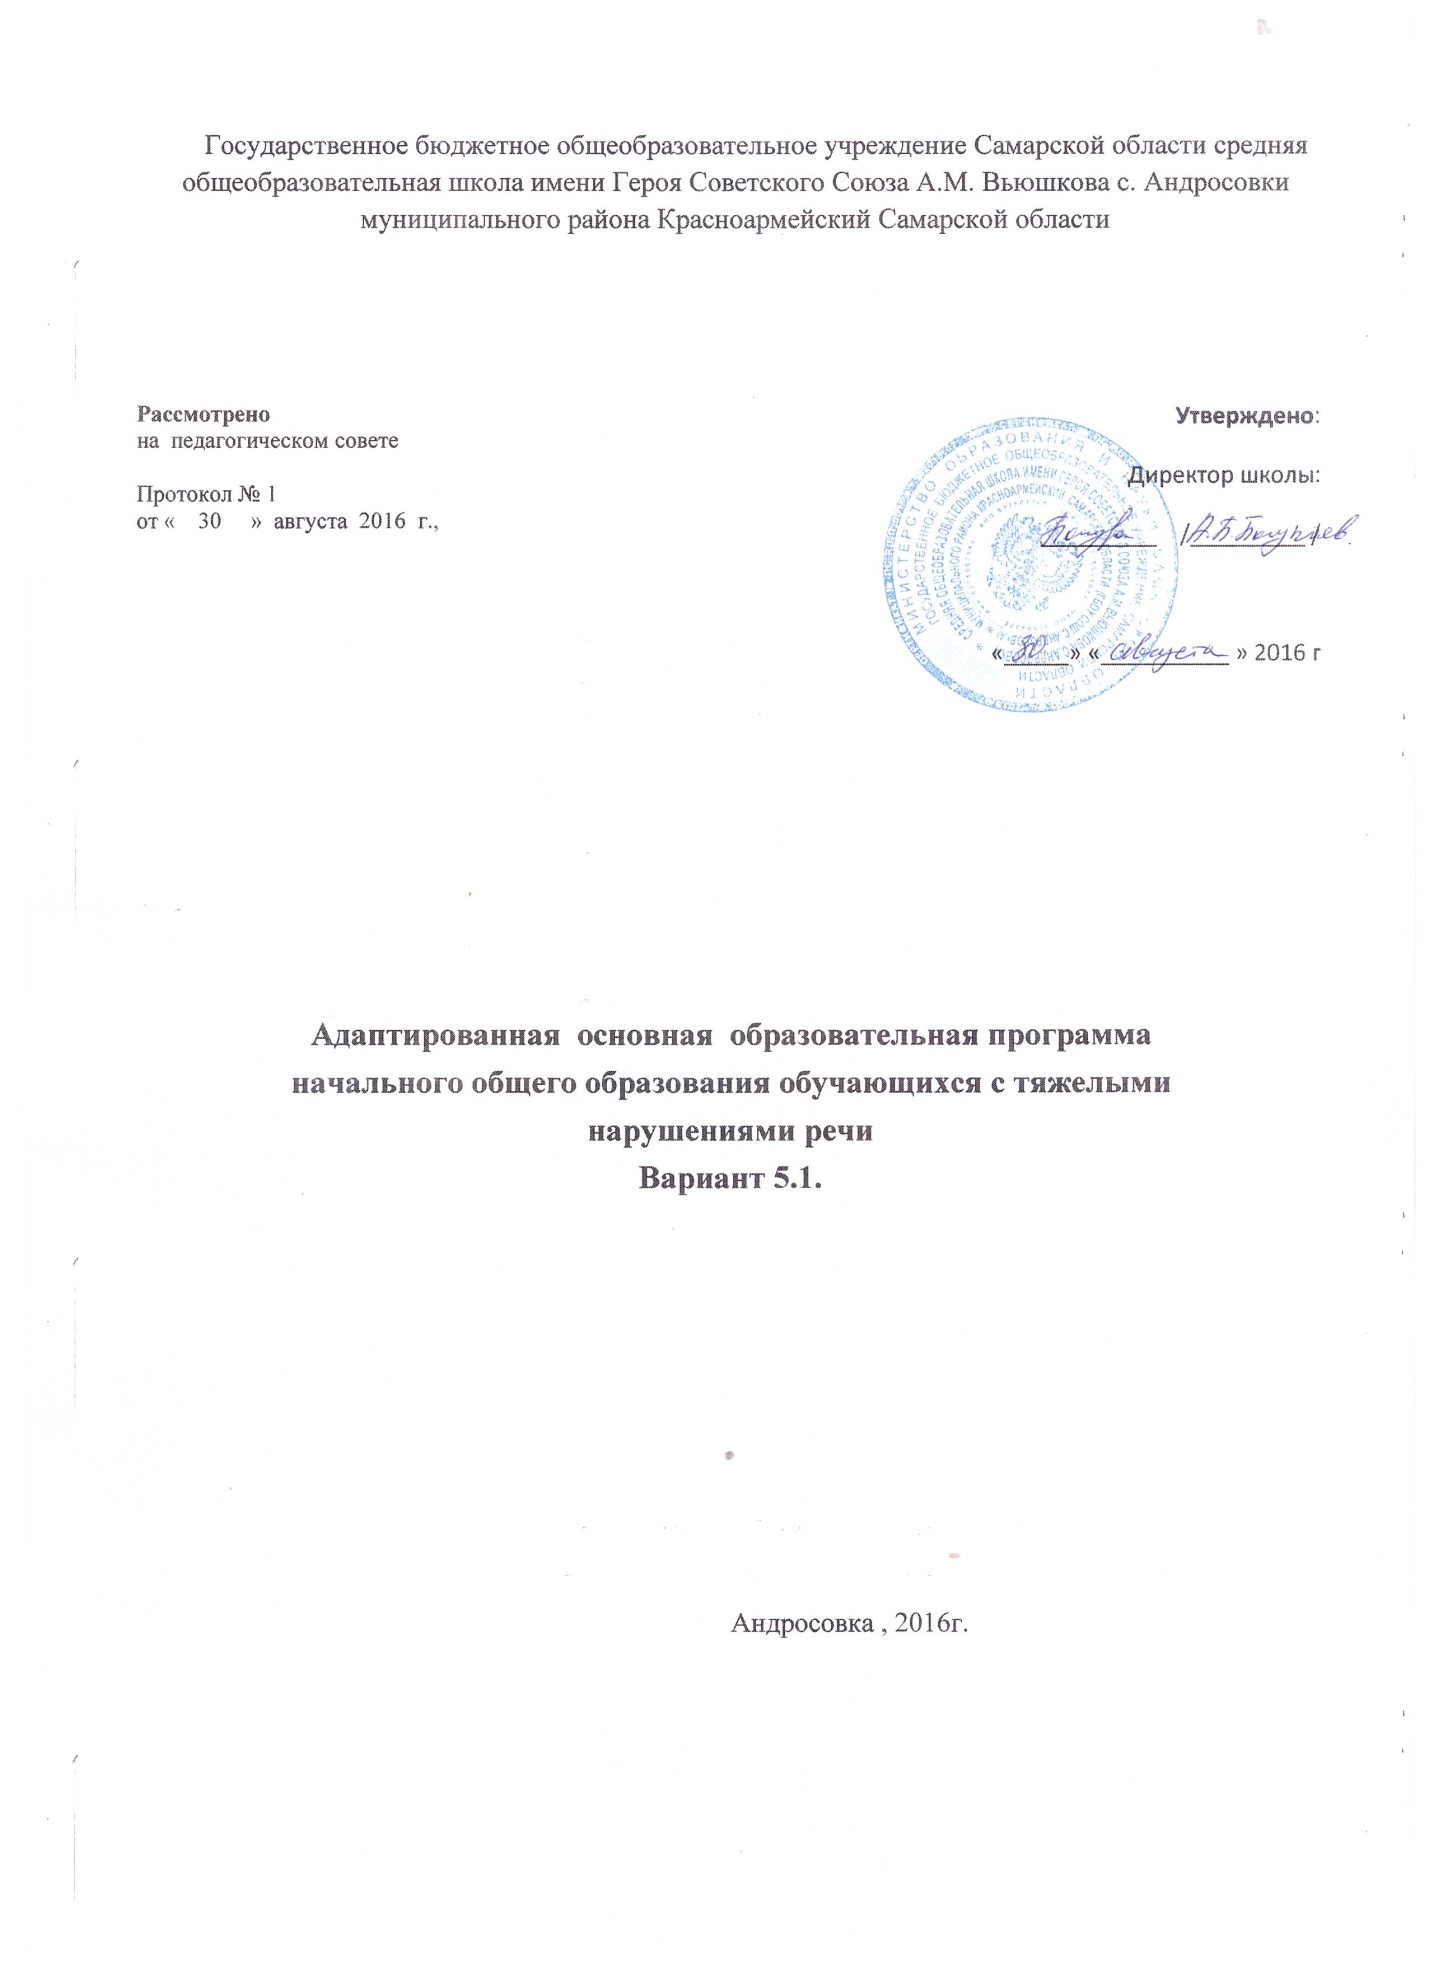 Государственное бюджетное общеобразовательное учреждение Самарской области средняя
общеобразовательная школа имени Героя Советского Союза А.М. Вьюшкова с. Андросовки
муниципального района Красноармейский Самарской области
Рассмотрено
на педагогическом совете
Протокол № 1
от « 30 » августа 2016 г.,
Утверждено:
Директор школы:
/ А.Б. /
« 30 » « августа » 2016 г
Адаптированная основная образовательная программа
начального общего образования обучающихся с тяжелыми
нарушениями речи
Вариант 5.1.
Андросовка , 2016г.